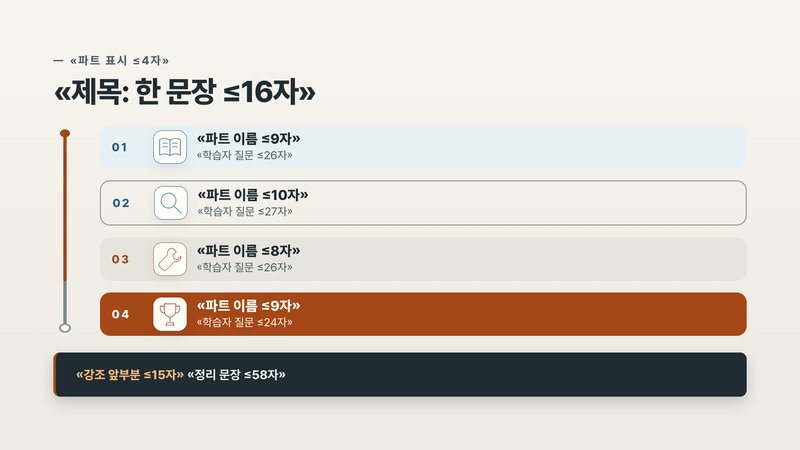 — «파트 표시 ≤4자»
«제목: 한 문장 ≤16자»
01
«파트 이름 ≤9자»
«학습자 질문 ≤26자»
02
«파트 이름 ≤10자»
«학습자 질문 ≤27자»
03
«파트 이름 ≤8자»
«학습자 질문 ≤26자»
04
«파트 이름 ≤9자»
«학습자 질문 ≤24자»
«강조 앞부분 ≤15자» «정리 문장 ≤58자»